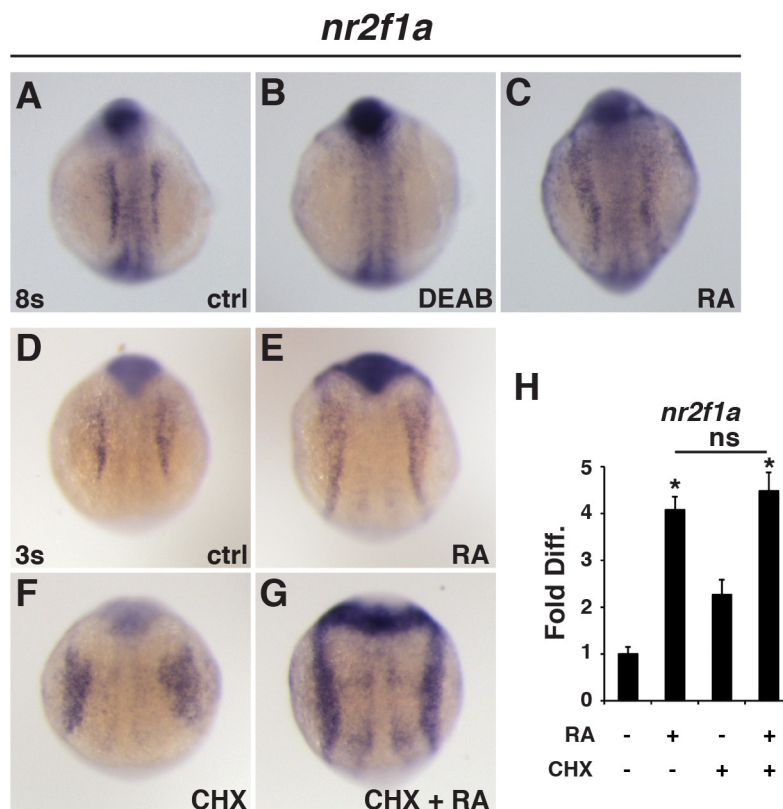 nr2f1a
A
B
C
8s ctrl
DEAB
RA
D
E
3s ctrl
RA
H
nr2f1a
ns
* *
5
4
3
2
1
0
Fold Diff.
F
G
CHX
CHX + RA
RA - + - +
CHX - - + +